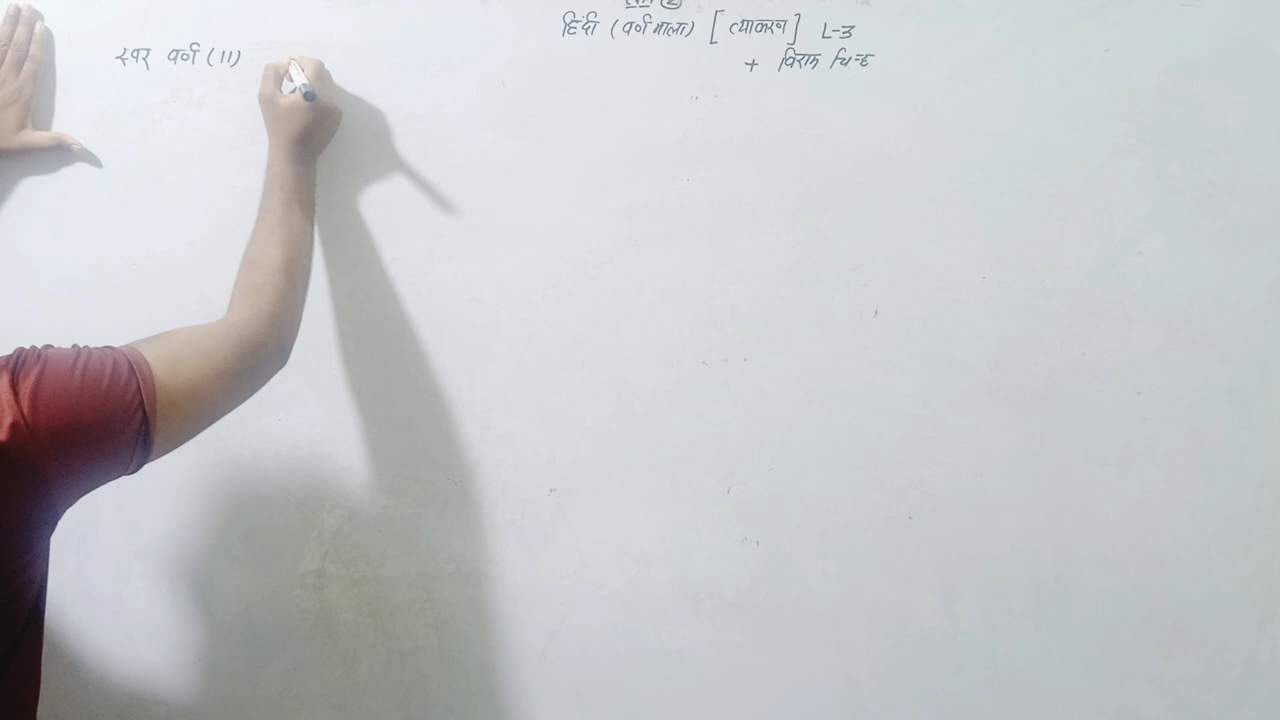 हिंदी (वर्णमाला) [व्याकरण] L-3
+ विराम चिन्ह
स्वर वर्ण (11)